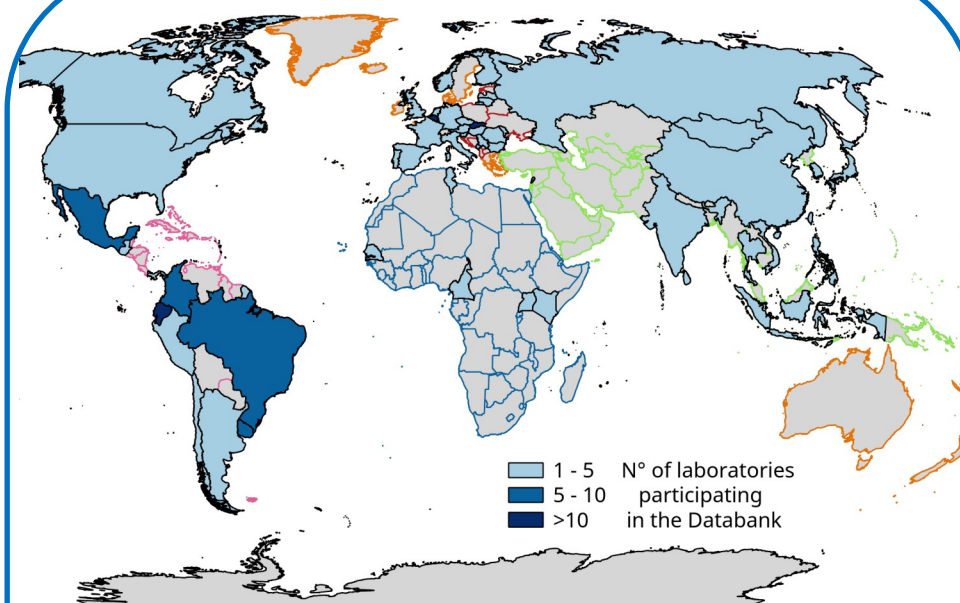 1 - 5 N° of laboratories
5 - 10 participating
>10 in the Databank